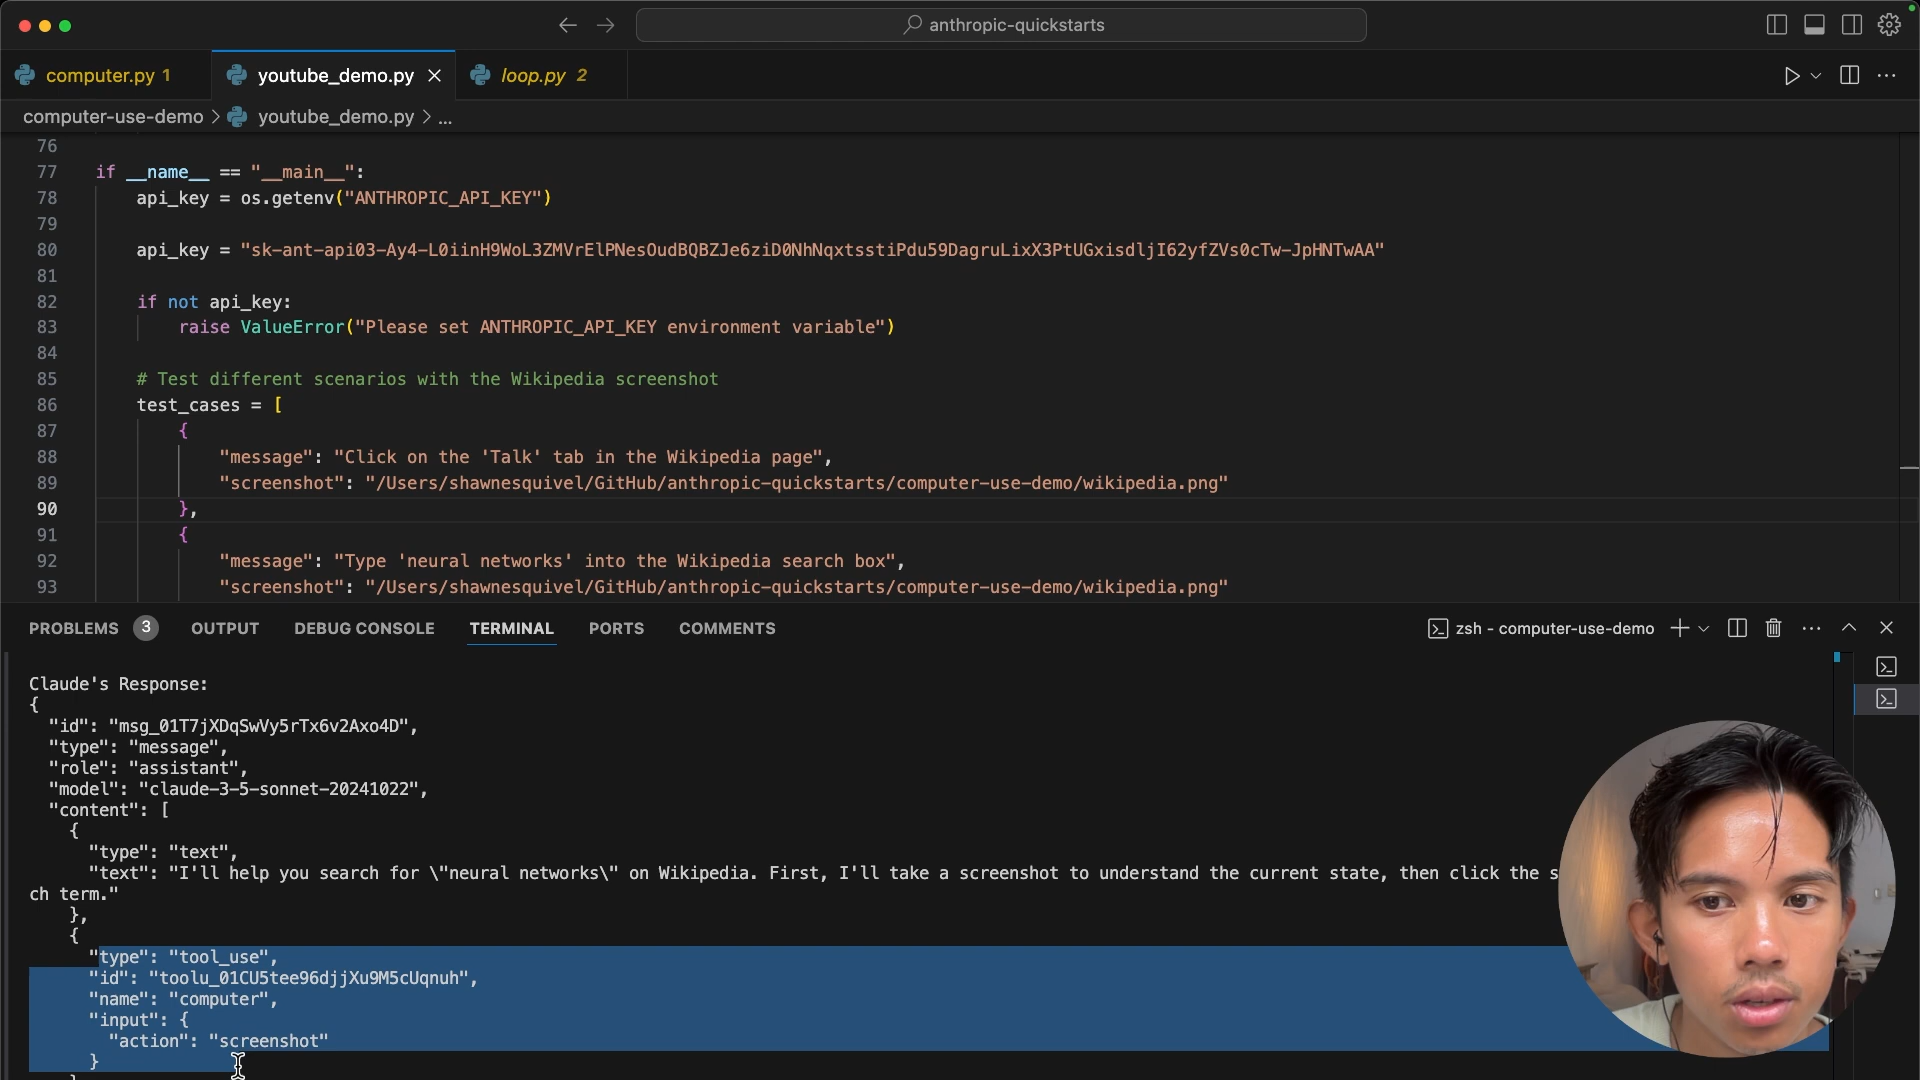 anthropic-quickstarts
computer.py 1
youtube_demo.py
loop.py 2
computer-use-demo > youtube_demo.py > ...
76
77 if __name__ == "__main__":
78 api_key = os.getenv("ANTHROPIC_API_KEY")
79
80 api_key = "[API key omitted]"
81
82 if not api_key:
83 raise ValueError("Please set ANTHROPIC_API_KEY environment variable")
84
85 # Test different scenarios with the Wikipedia screenshot
86 test_cases = [
87 {
88 "message": "Click on the 'Talk' tab in the Wikipedia page",
89 "screenshot": "/Users/shawnesquivel/GitHub/anthropic-quickstarts/computer-use-demo/wikipedia.png"
90 },
91 {
92 "message": "Type 'neural networks' into the Wikipedia search box",
93 "screenshot": "/Users/shawnesquivel/GitHub/anthropic-quickstarts/computer-use-demo/wikipedia.png"
PROBLEMS 3 OUTPUT DEBUG CONSOLE TERMINAL PORTS COMMENTS
zsh - computer-use-demo
Claude's Response:
{
"id": "msg_01T7jXDqSwVy5rTx6v2Axo4D",
"type": "message",
"role": "assistant",
"model": "claude-3-5-sonnet-20241022",
"content": [
{
"type": "text",
"text": "I'll help you search for \"neural networks\" on Wikipedia. First, I'll take a screenshot to understand the current state, then click the s
ch term."
},
{
"type": "tool_use",
"id": "toolu_01CU5tee96djjXu9M5cUqnuh",
"name": "computer",
"input": {
"action": "screenshot"
}